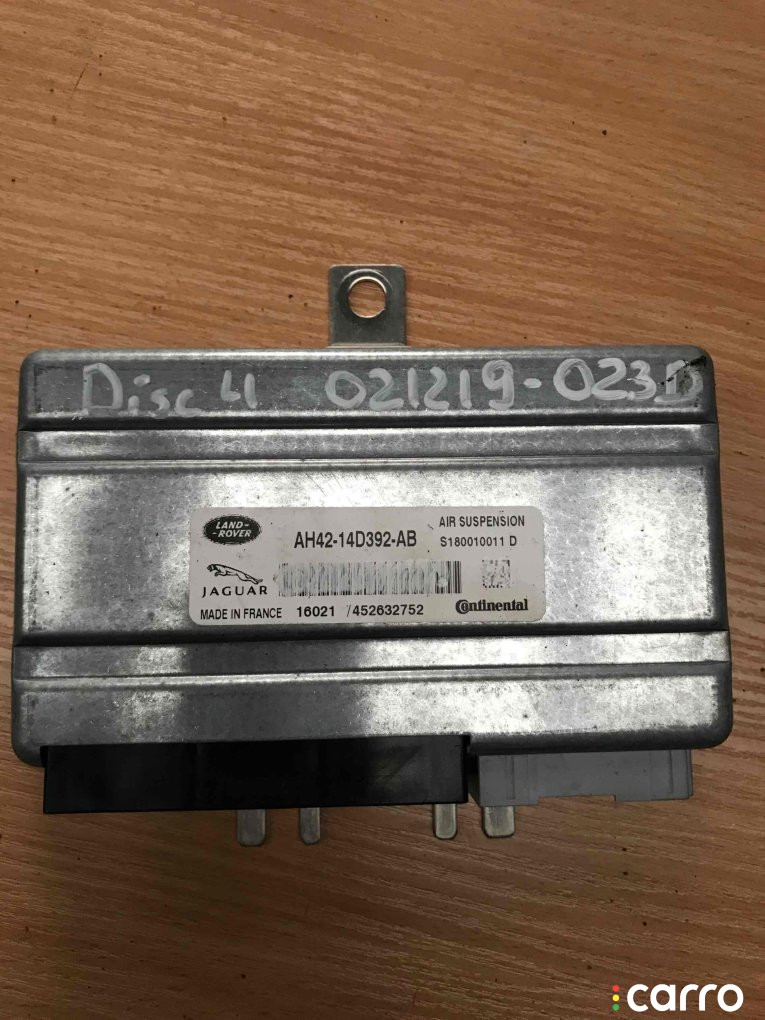 Disc 4 021219-023D
LAND-
-ROVER
AH42-14D392-AB
AIR SUSPENSION
S180010011 D
JAGUAR
MADE IN FRANCE 16021 /452632752 Continental
carro